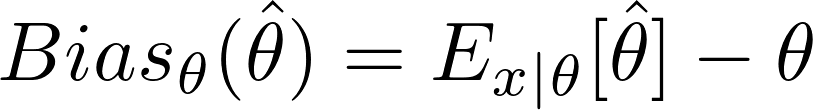 Bias_θ(θ̂) = E_{x|θ}[θ̂] − θ